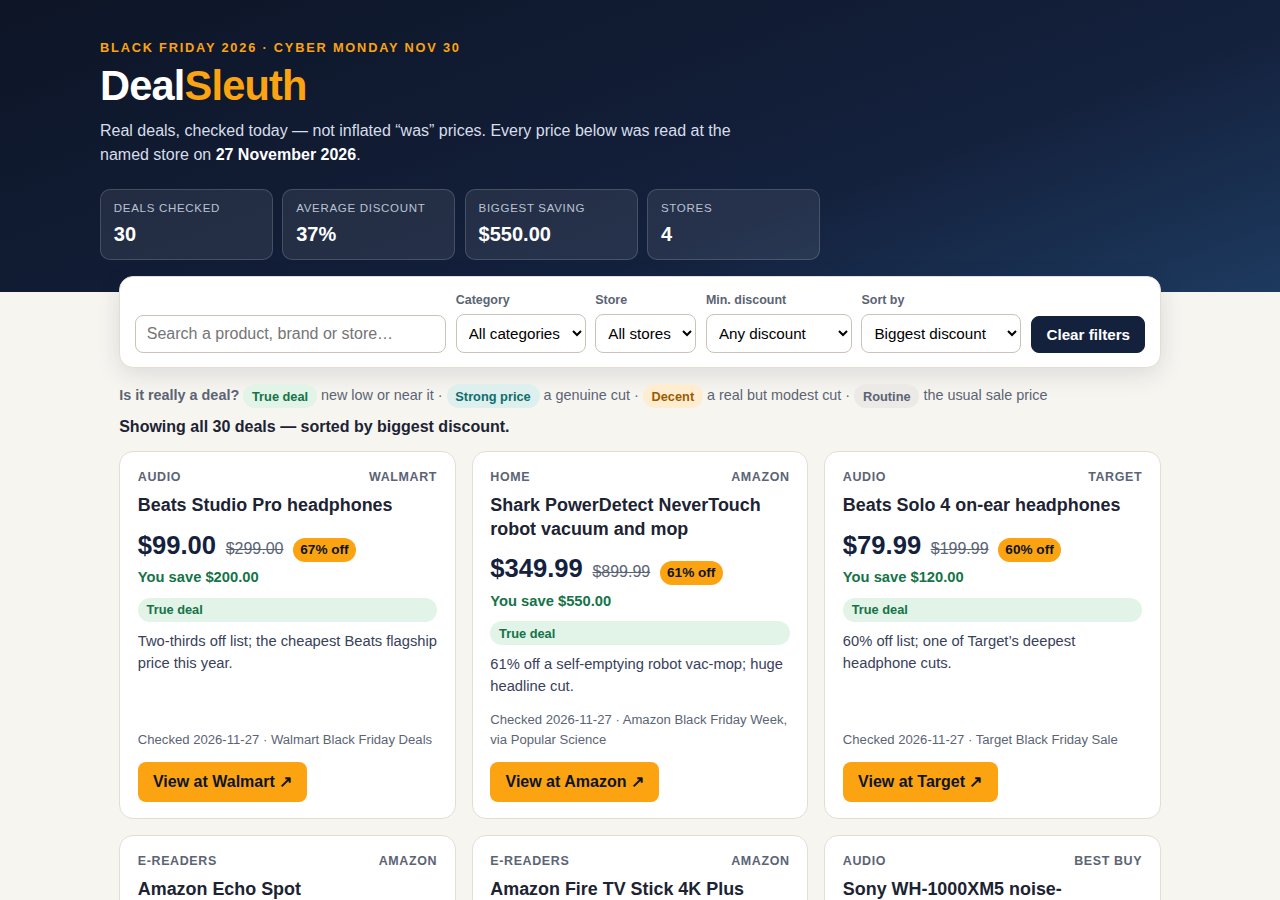 BLACK FRIDAY 2026 · CYBER MONDAY NOV 30
DealSleuth
Real deals, checked today — not inflated “was” prices. Every price below was read at the
named store on 27 November 2026.
DEALS CHECKED
30
AVERAGE DISCOUNT
37%
BIGGEST SAVING
$550.00
STORES
4
Search a product, brand or store…
Category
All categories
Store
All stores
Min. discount
Any discount
Sort by
Biggest discount
Clear filters
Is it really a deal? True deal new low or near it · Strong price a genuine cut · Decent a real but modest cut · Routine the usual sale price
Showing all 30 deals — sorted by biggest discount.
AUDIO WALMART
Beats Studio Pro headphones
$99.00 $299.00 67% off
You save $200.00
True deal
Two-thirds off list; the cheapest Beats flagship
price this year.
Checked 2026-11-27 · Walmart Black Friday Deals
View at Walmart ↗
HOME AMAZON
Shark PowerDetect NeverTouch
robot vacuum and mop
$349.99 $899.99 61% off
You save $550.00
True deal
61% off a self-emptying robot vac-mop; huge
headline cut.
Checked 2026-11-27 · Amazon Black Friday Week,
via Popular Science
View at Amazon ↗
AUDIO TARGET
Beats Solo 4 on-ear headphones
$79.99 $199.99 60% off
You save $120.00
True deal
60% off list; one of Target’s deepest
headphone cuts.
Checked 2026-11-27 · Target Black Friday Sale
View at Target ↗
E-READERS AMAZON
Amazon Echo Spot
E-READERS AMAZON
Amazon Fire TV Stick 4K Plus
AUDIO BEST BUY
Sony WH-1000XM5 noise-